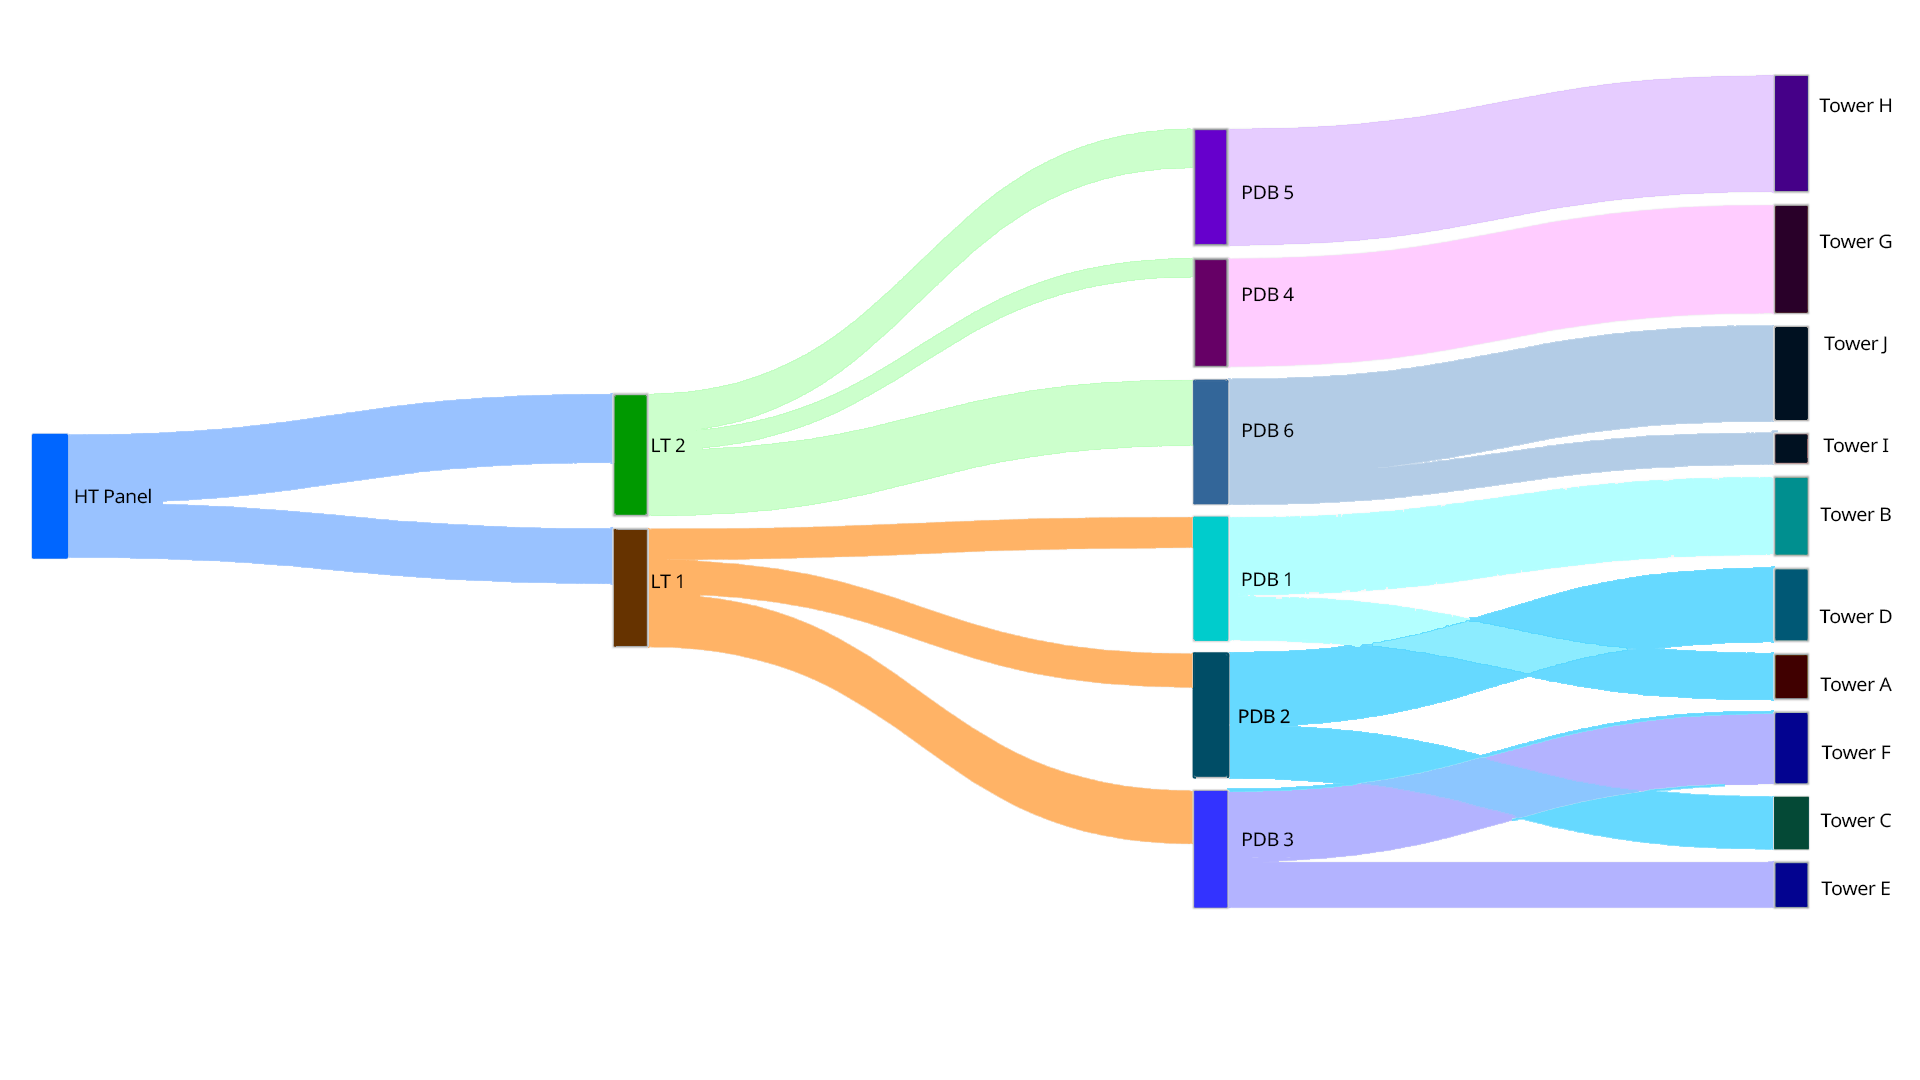 HT Panel
LT 2
LT 1
PDB 5
PDB 4
PDB 6
PDB 1
PDB 2
PDB 3
Tower H
Tower G
Tower J
Tower I
Tower B
Tower D
Tower A
Tower F
Tower C
Tower E